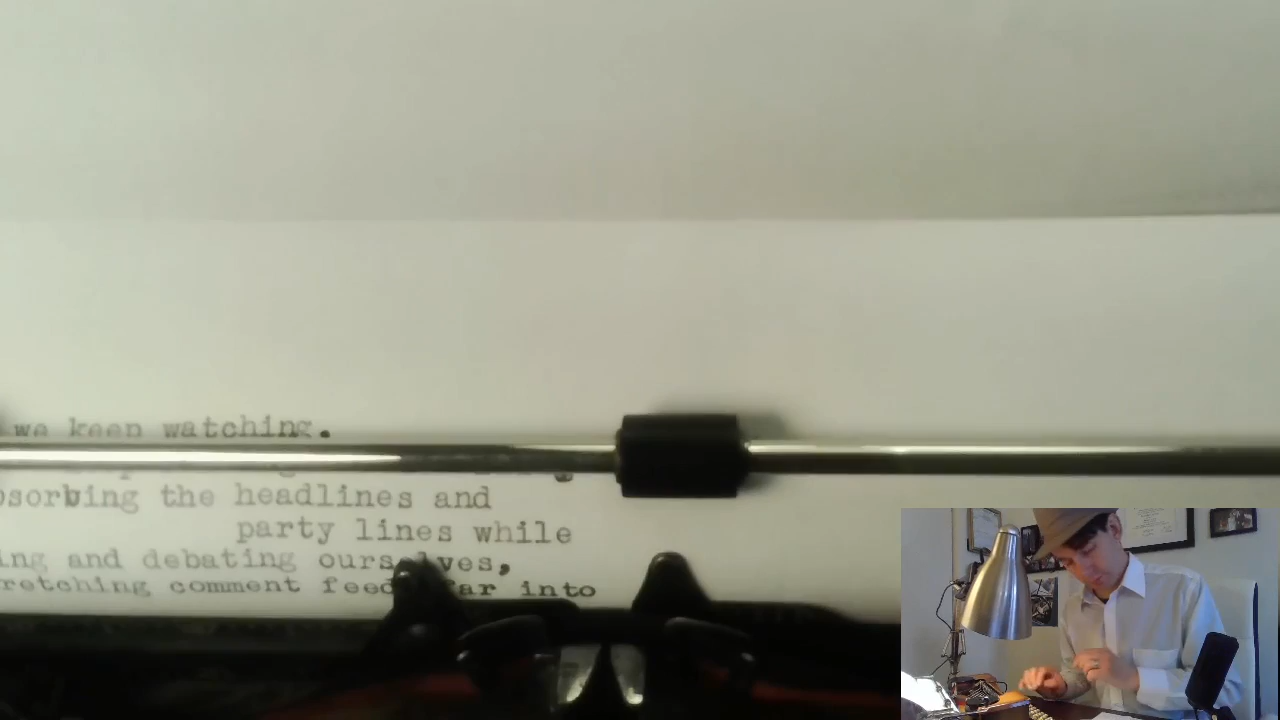 we keep watching.
bsorbing the headlines and
party lines while
ing and debating ourselves,
retching comment feeds far into